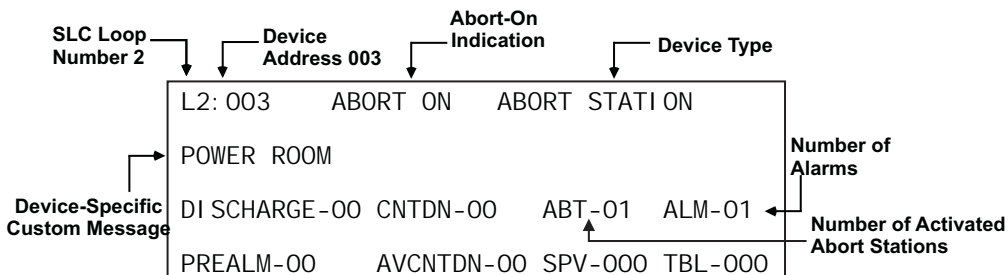 Abort-On
Indication
SLC Loop
Number 2
Device
Address 003
Device Type
L2:003 ABORT ON ABORT STATION
POWER ROOM
Number of
Alarms
Device-Specific
Custom Message
DISCHARGE-00 CNTDN-00 ABT-01 ALM-01
Number of Activated
Abort Stations
PREALM-00 AVCNTDN-00 SPV-000 TBL-000